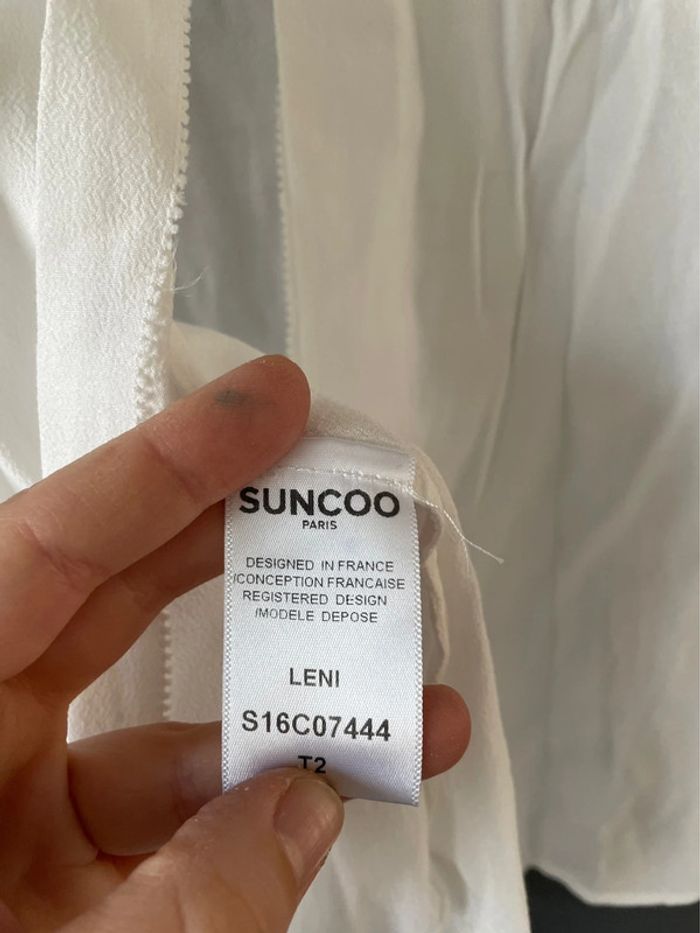 SUNCOO
PARIS
DESIGNED IN FRANCE
/CONCEPTION FRANCAISE
REGISTERED DESIGN
/MODELE DEPOSE
LENI
S16C07444
T2